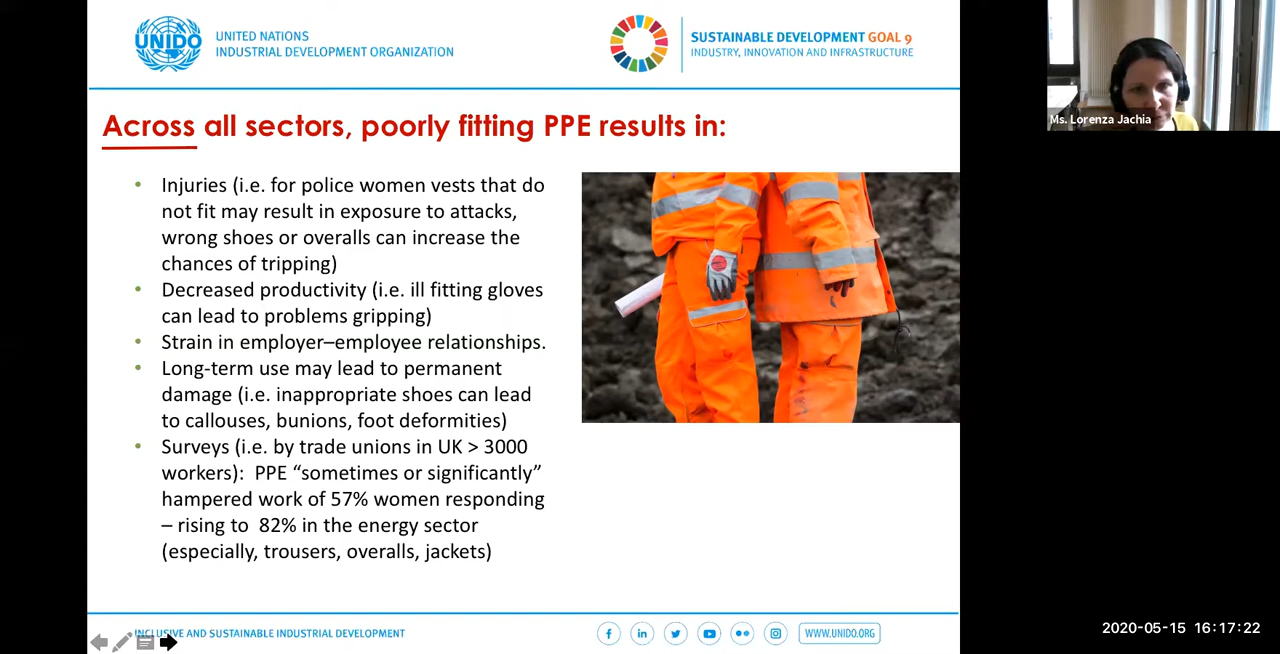 UNIDO
UNITED NATIONS
INDUSTRIAL DEVELOPMENT ORGANIZATION
SUSTAINABLE DEVELOPMENT GOAL 9
INDUSTRY, INNOVATION AND INFRASTRUCTURE
Ms. Lorenza Jachia
Across all sectors, poorly fitting PPE results in:
• Injuries (i.e. for police women vests that do
not fit may result in exposure to attacks,
wrong shoes or overalls can increase the
chances of tripping)
• Decreased productivity (i.e. ill fitting gloves
can lead to problems gripping)
• Strain in employer–employee relationships.
• Long-term use may lead to permanent
damage (i.e. inappropriate shoes can lead
to callouses, bunions, foot deformities)
• Surveys (i.e. by trade unions in UK > 3000
workers):  PPE “sometimes or significantly”
hampered work of 57% women responding
– rising to  82% in the energy sector
(especially, trousers, overalls, jackets)
INCLUSIVE AND SUSTAINABLE INDUSTRIAL DEVELOPMENT
WWW.UNIDO.ORG
2020-05-15 16:17:22